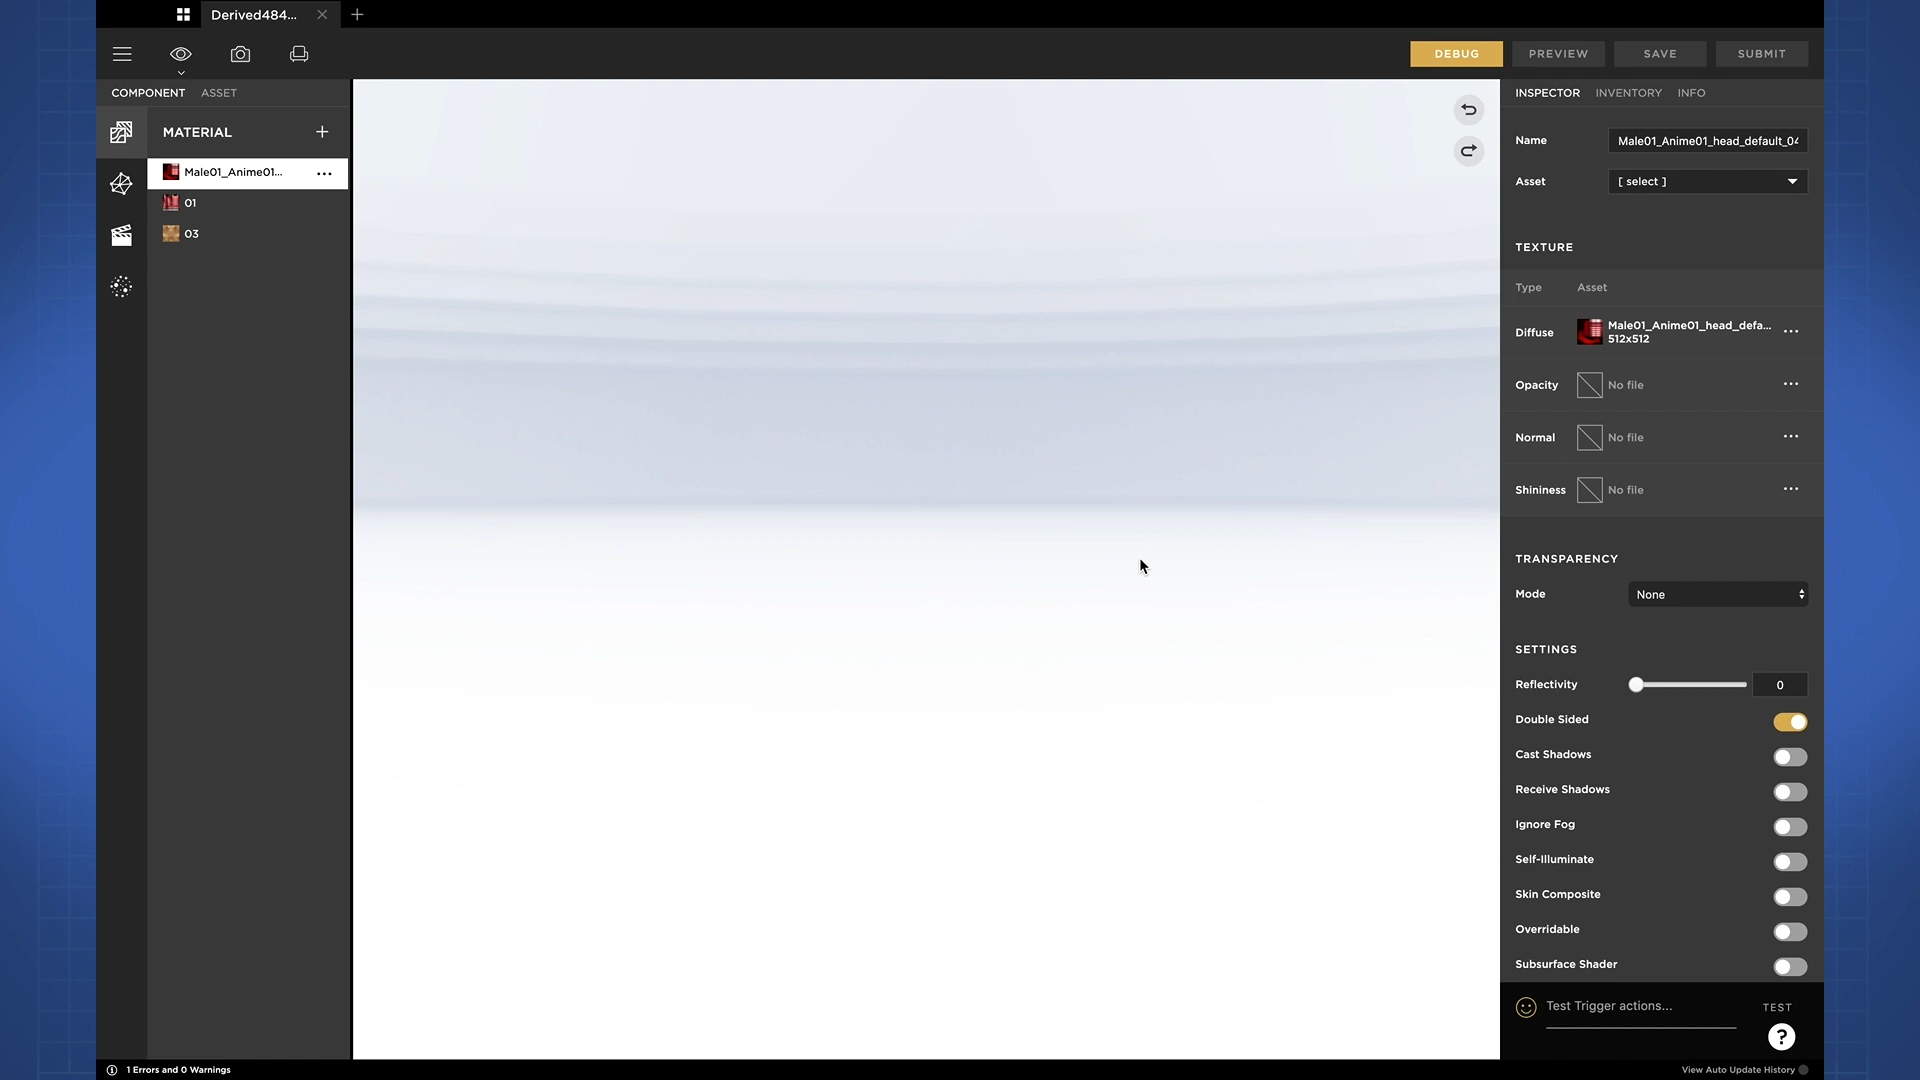 Derived484...
DEBUG
PREVIEW
SAVE
SUBMIT
COMPONENT
ASSET
MATERIAL
Male01_Anime01...
01
03
INSPECTOR
INVENTORY
INFO
Name
Male01_Anime01_head_default_04
Asset
[ select ]
TEXTURE
Type
Asset
Diffuse
Male01_Anime01_head_defa...
512x512
Opacity
No file
Normal
No file
Shininess
No file
TRANSPARENCY
Mode
None
SETTINGS
Reflectivity
0
Double Sided
Cast Shadows
Receive Shadows
Ignore Fog
Self-Illuminate
Skin Composite
Overridable
Subsurface Shader
Test Trigger actions...
TEST
?
1 Errors and 0 Warnings
View Auto Update History